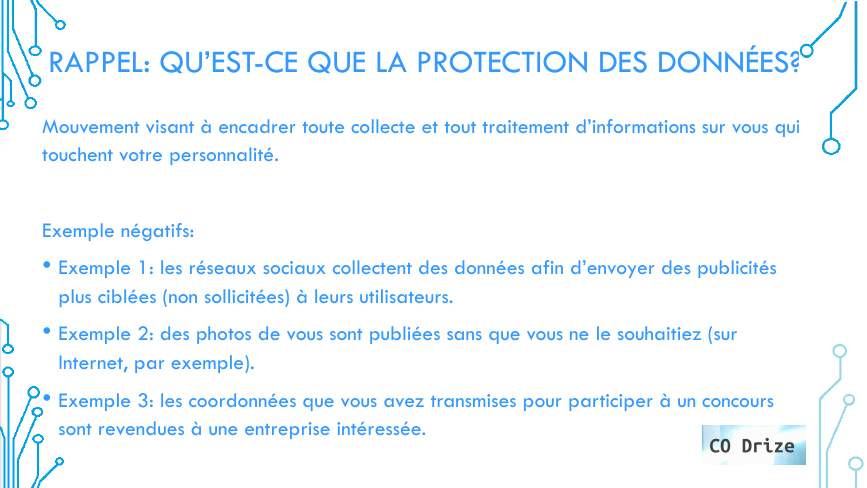 RAPPEL: QU’EST-CE QUE LA PROTECTION DES DONNÉES?
Mouvement visant à encadrer toute collecte et tout traitement d’informations sur vous qui
touchent votre personnalité.
Exemple négatifs:
• Exemple 1: les réseaux sociaux collectent des données afin d’envoyer des publicités
plus ciblées (non sollicitées) à leurs utilisateurs.
• Exemple 2: des photos de vous sont publiées sans que vous ne le souhaitiez (sur
Internet, par exemple).
• Exemple 3: les coordonnées que vous avez transmises pour participer à un concours
sont revendues à une entreprise intéressée.
CO Drize